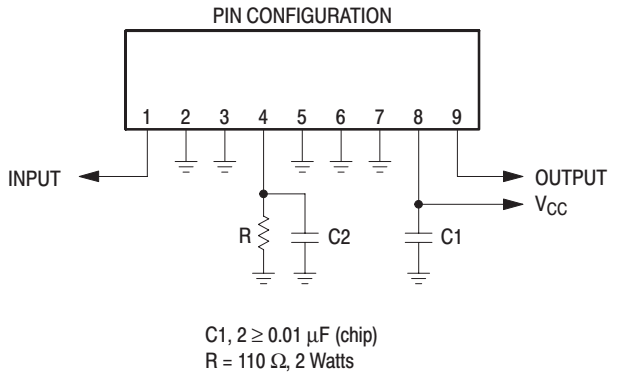 PIN CONFIGURATION
1 2 3 4 5 6 7 8 9
INPUT
OUTPUT
VCC
R
C2
C1
C1, 2 ≥ 0.01 μF (chip)
R = 110 Ω, 2 Watts